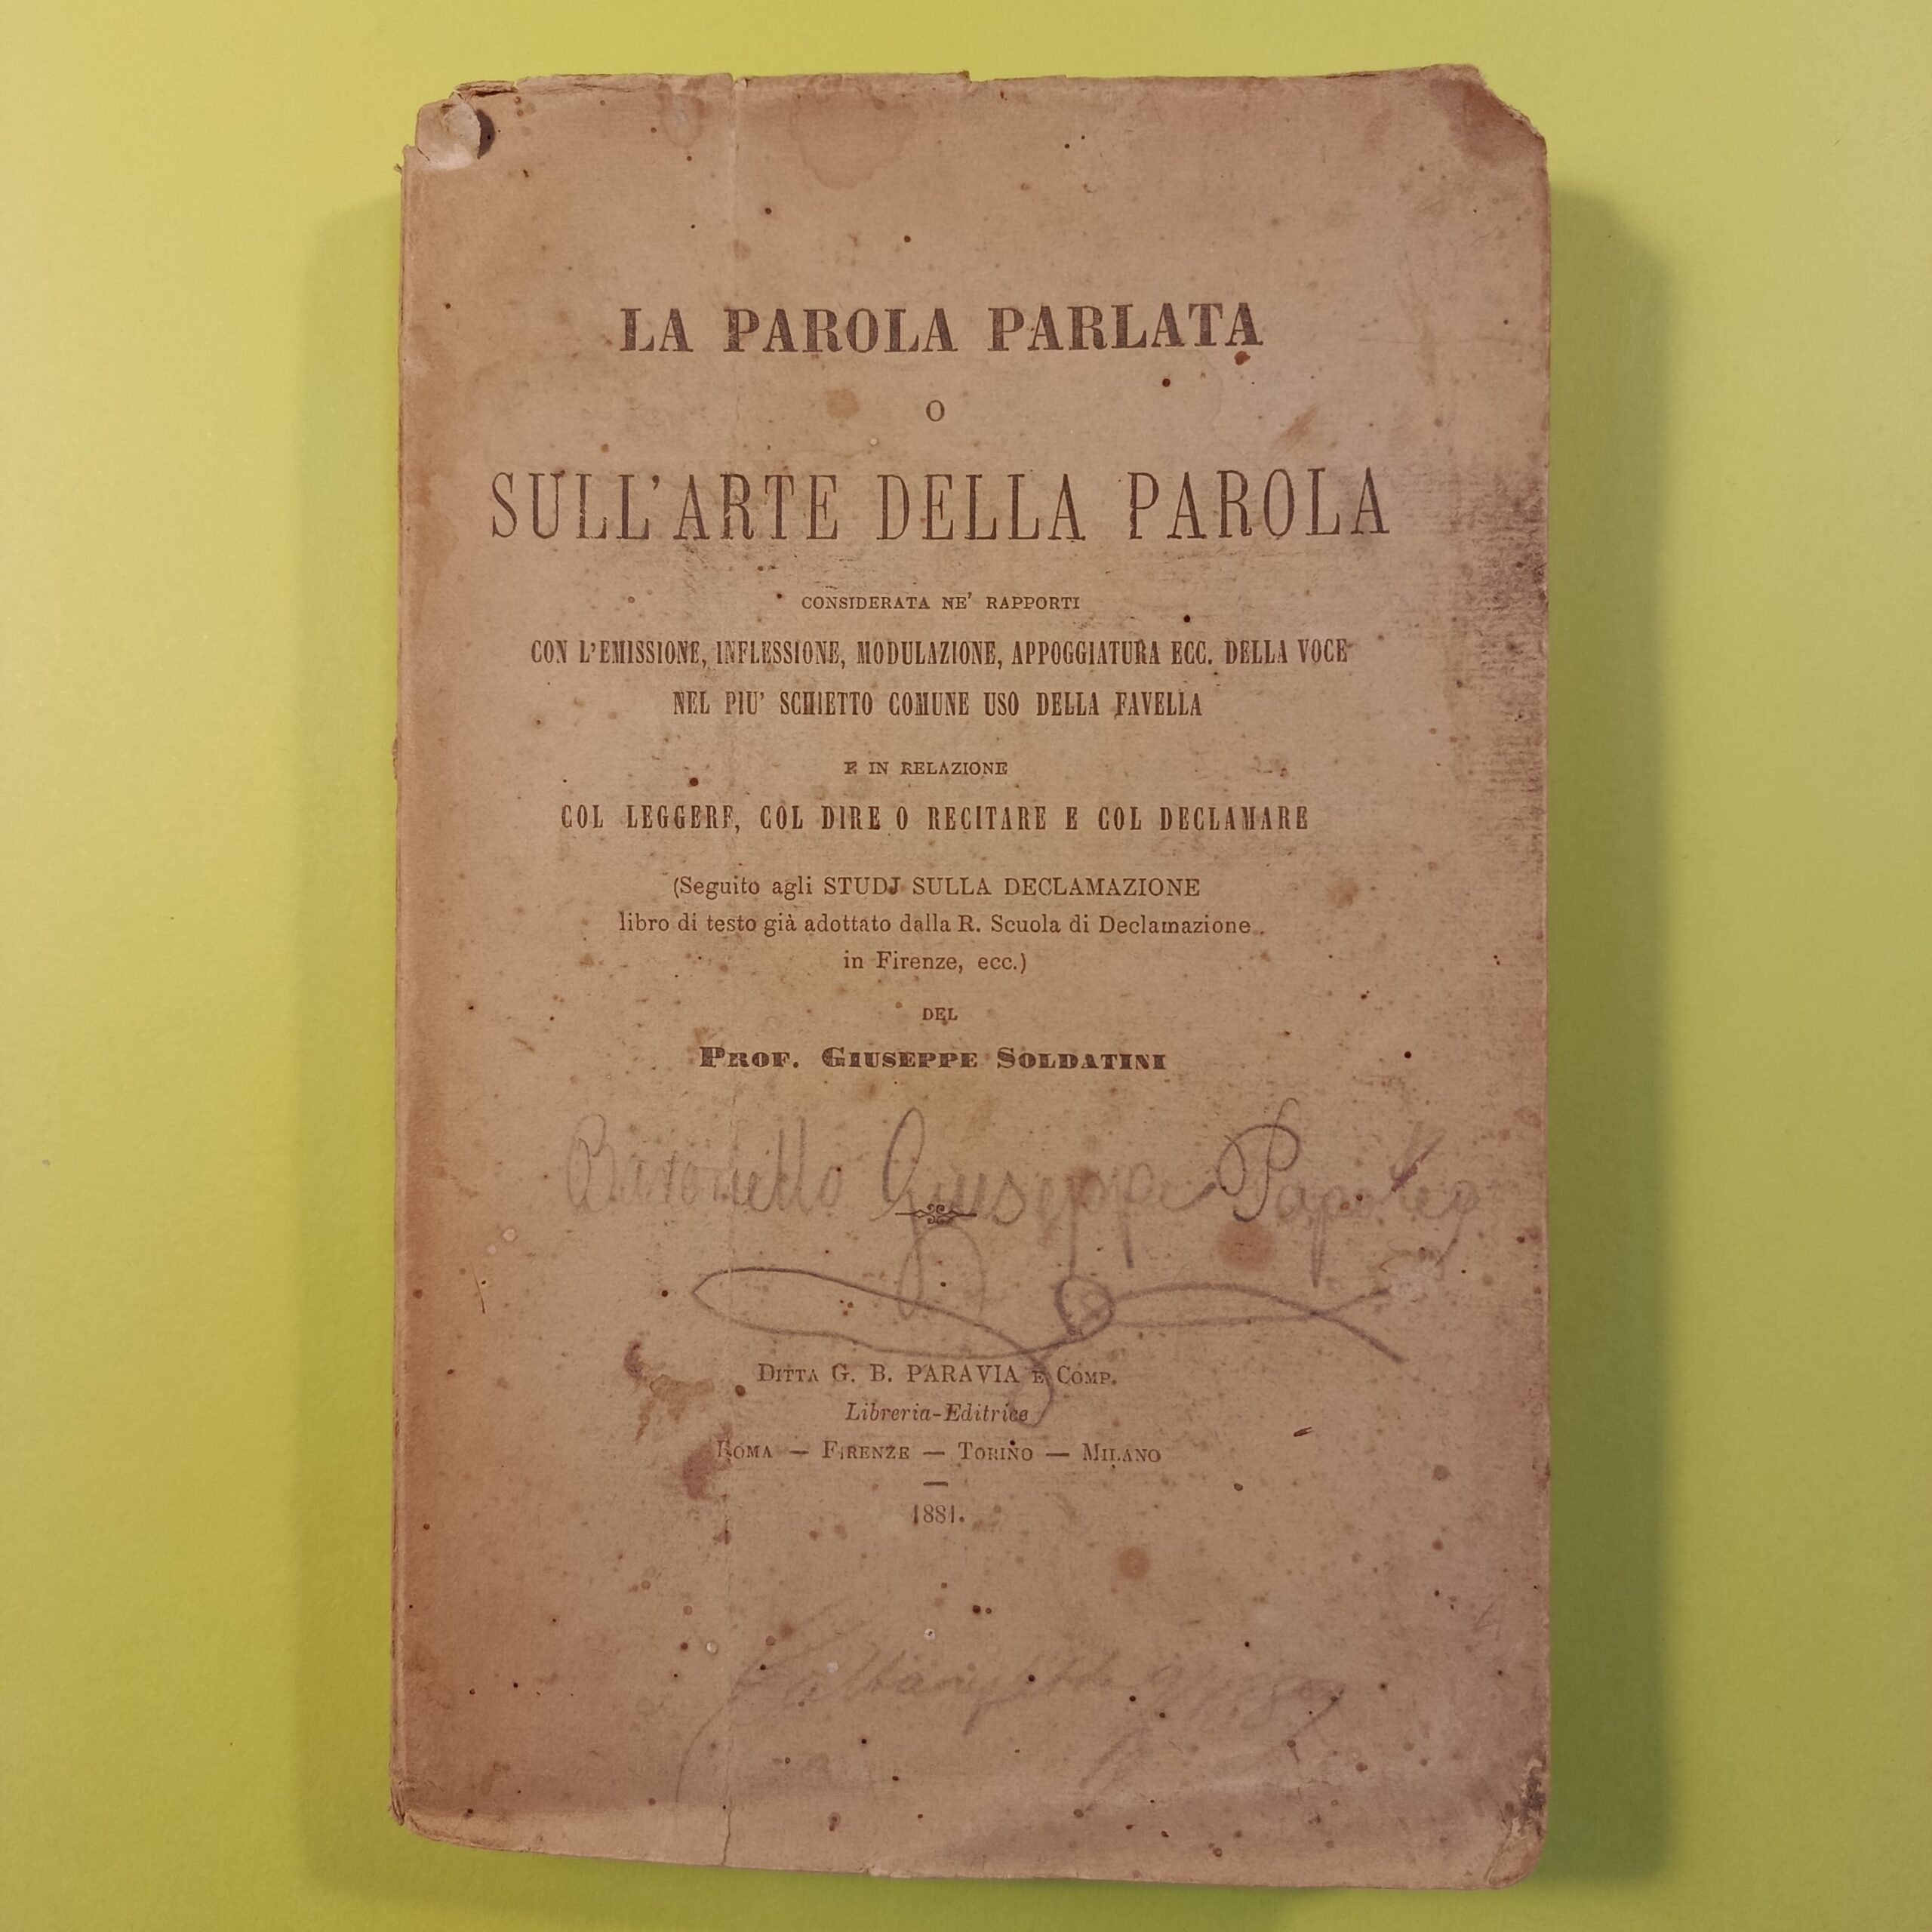 LA PAROLA PARLATA
O
SULL'ARTE DELLA PAROLA
CONSIDERATA NE' RAPPORTI
CON L'EMISSIONE, INFLESSIONE, MODULAZIONE, APPOGGIATURA ECC. DELLA VOCE
NEL PIU' SCHIETTO COMUNE USO DELLA FAVELLA
E IN RELAZIONE
COL LEGGERE, COL DIRE O RECITARE E COL DECLAMARE
(Seguito agli STUDJ SULLA DECLAMAZIONE
libro di testo già adottato dalla R. Scuola di Declamazione
in Firenze, ecc.)
DEL
PROF. GIUSEPPE SOLDATINI
Giuseppe
DITTA G. B. PARAVIA E COMP.
Libreria-Editrice
ROMA — FIRENZE — TORINO — MILANO
1881.